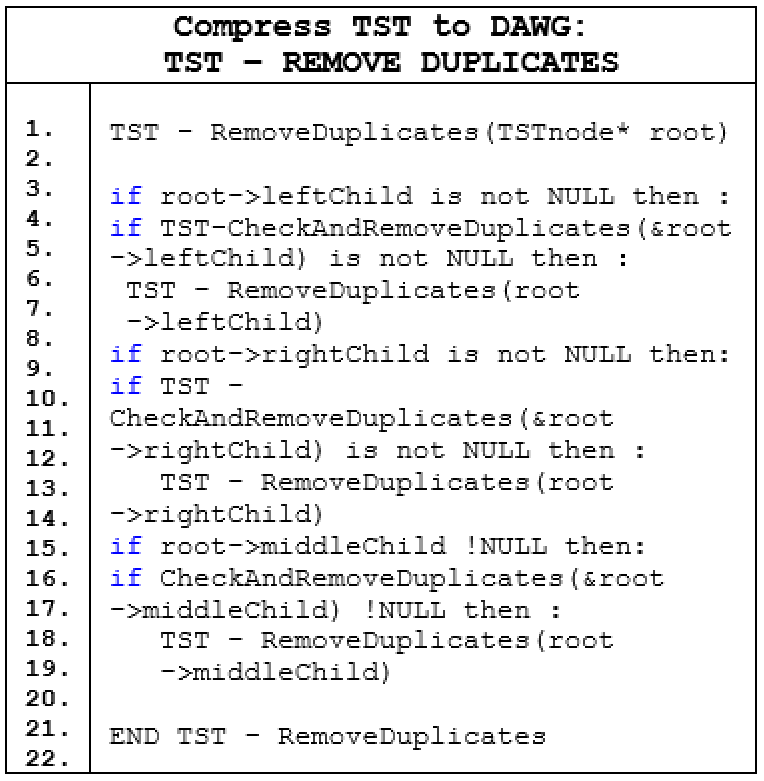 Compress TST to DAWG:
TST – REMOVE DUPLICATES
1.
2.
3.
4.
5.
6.
7.
8.
9.
10.
11.
12.
13.
14.
15.
16.
17.
18.
19.
20.
21.
22.
TST – RemoveDuplicates(TSTnode* root)
if root->leftChild is not NULL then :
if TST-CheckAndRemoveDuplicates(&root
->leftChild) is not NULL then :
TST – RemoveDuplicates(root
->leftChild)
if root->rightChild is not NULL then:
if TST –
CheckAndRemoveDuplicates(&root
->rightChild) is not NULL then :
TST – RemoveDuplicates(root
->rightChild)
if root->middleChild !NULL then:
if CheckAndRemoveDuplicates(&root
->middleChild) !NULL then :
TST – RemoveDuplicates(root
->middleChild)
END TST – RemoveDuplicates